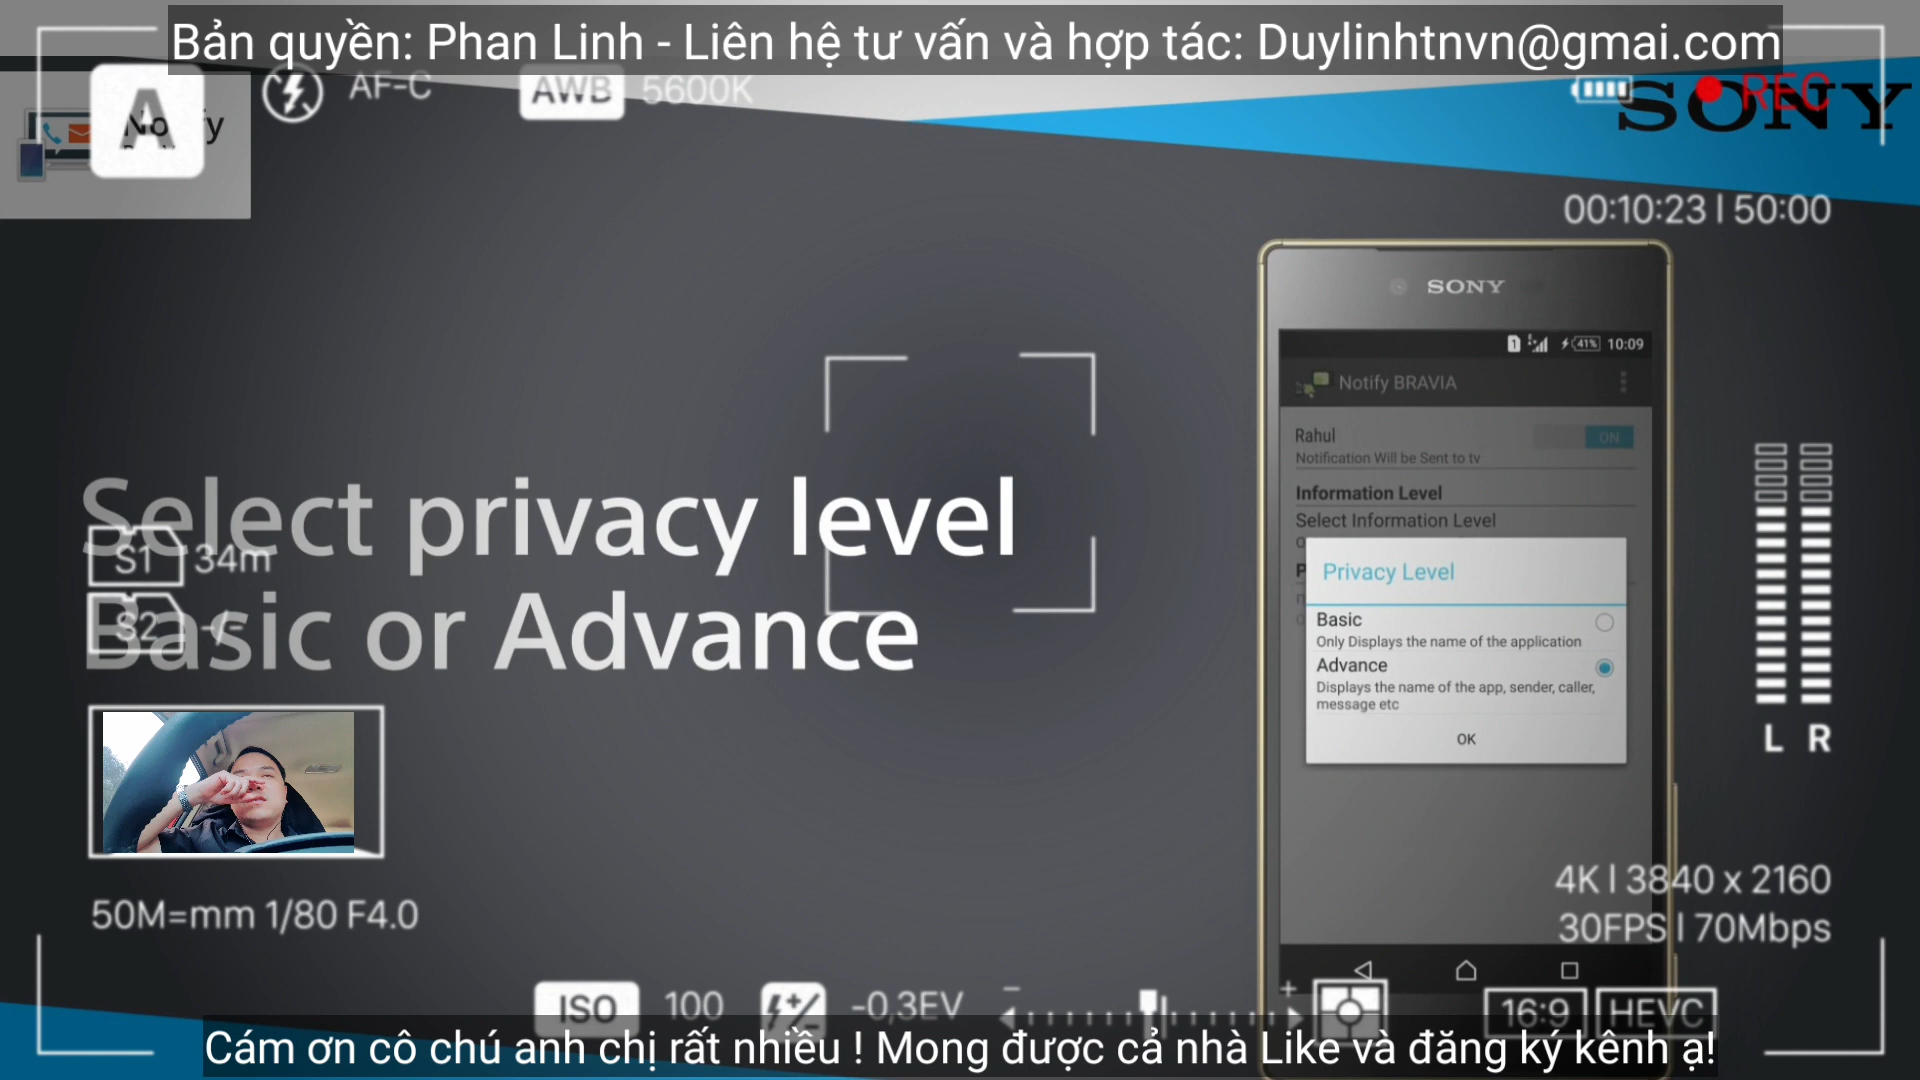 Bản quyền: Phan Linh - Liên hệ tư vấn và hợp tác: Duylinhtnvn@gmai.com
A
AF-C
AWB 5600K
REC
SONY
00:10:23 | 50:00
SONY
1 41% 10:09
Notify BRAVIA
Rahul
ON
Notification Will be Sent to tv
Information Level
Select Information Level
Select privacy level
Basic or Advance
S1 34m
S2 -/-
Privacy Level
Basic
Only Displays the name of the application
Advance
Displays the name of the app, sender, caller,
message etc
OK
L R
50M=mm 1/80 F4.0
4K | 3840 x 2160
30FPS | 70Mbps
ISO 100 -0,3EV
16:9 HEVC
Cám ơn cô chú anh chị rất nhiều ! Mong được cả nhà Like và đăng ký kênh ạ!